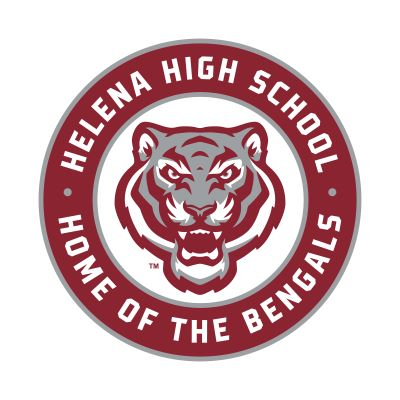 HELENA HIGH SCHOOL
HOME OF THE BENGALS
TM